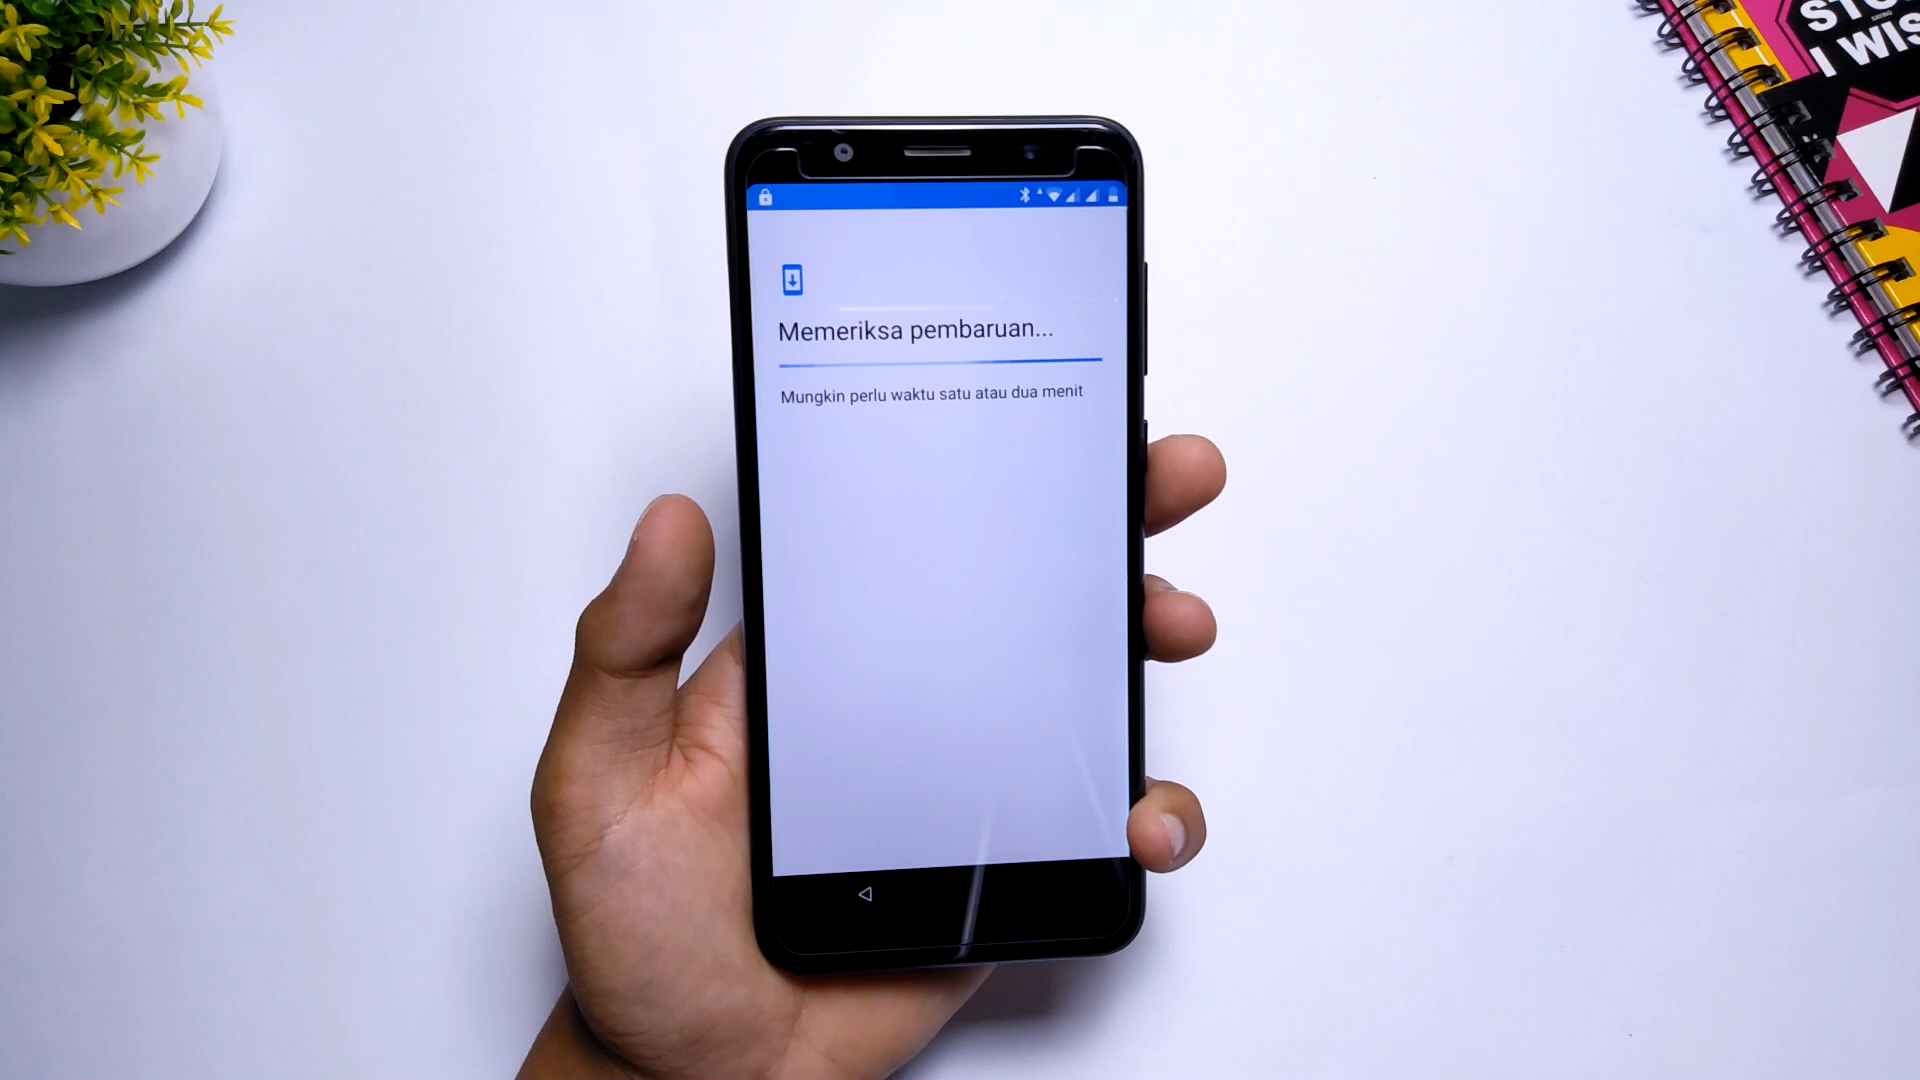 I WIS
Memeriksa pembaruan...
Mungkin perlu waktu satu atau dua menit